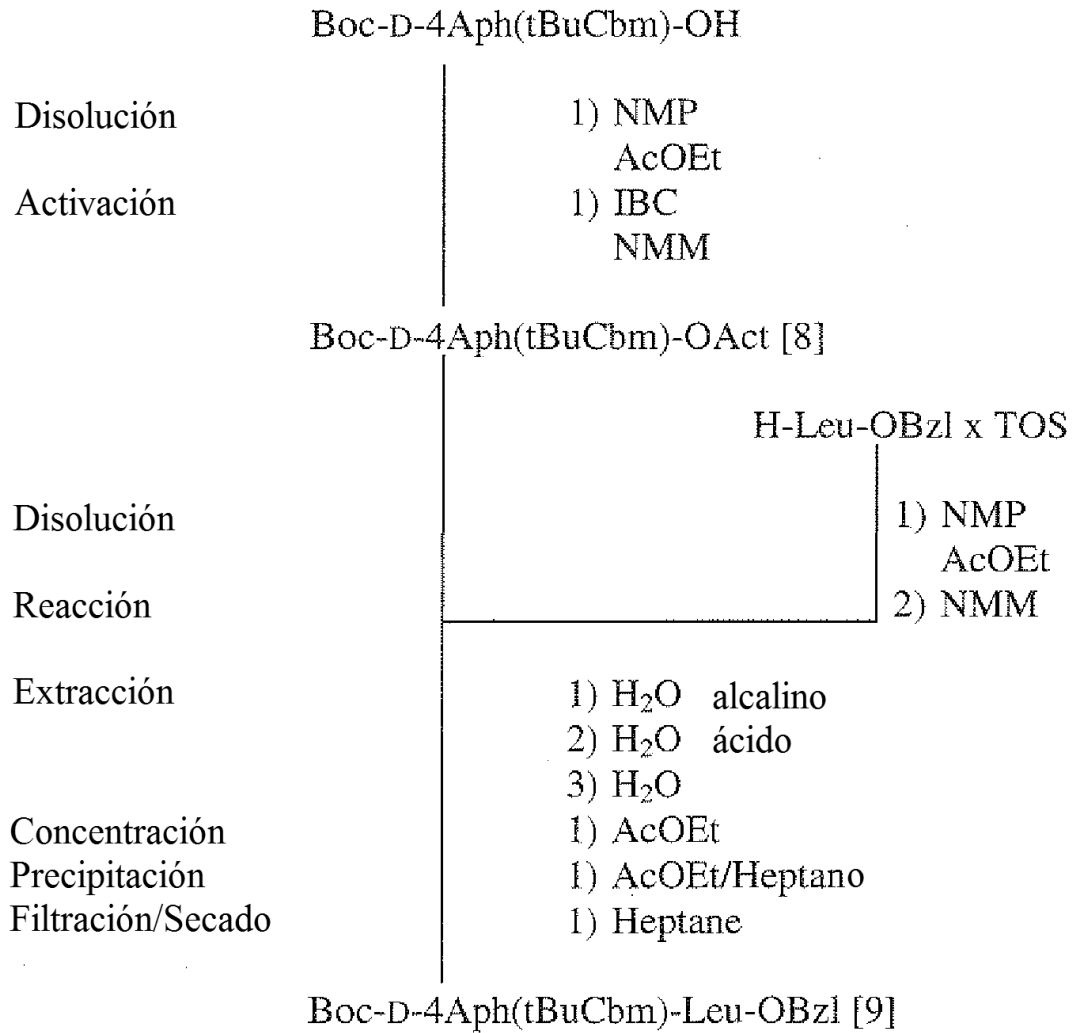 Boc-D-4Aph(tBuCbm)-OH
Disolución 1) NMP
AcOEt
Activación 1) IBC
NMM
Boc-D-4Aph(tBuCbm)-OAct [8]
H-Leu-OBzl x TOS
Disolución 1) NMP
AcOEt
Reacción 2) NMM
Extracción 1) H₂O alcalino
2) H₂O ácido
3) H₂O
Concentración 1) AcOEt
Precipitación 1) AcOEt/Heptano
Filtración/Secado 1) Heptane
Boc-D-4Aph(tBuCbm)-Leu-OBzl [9]